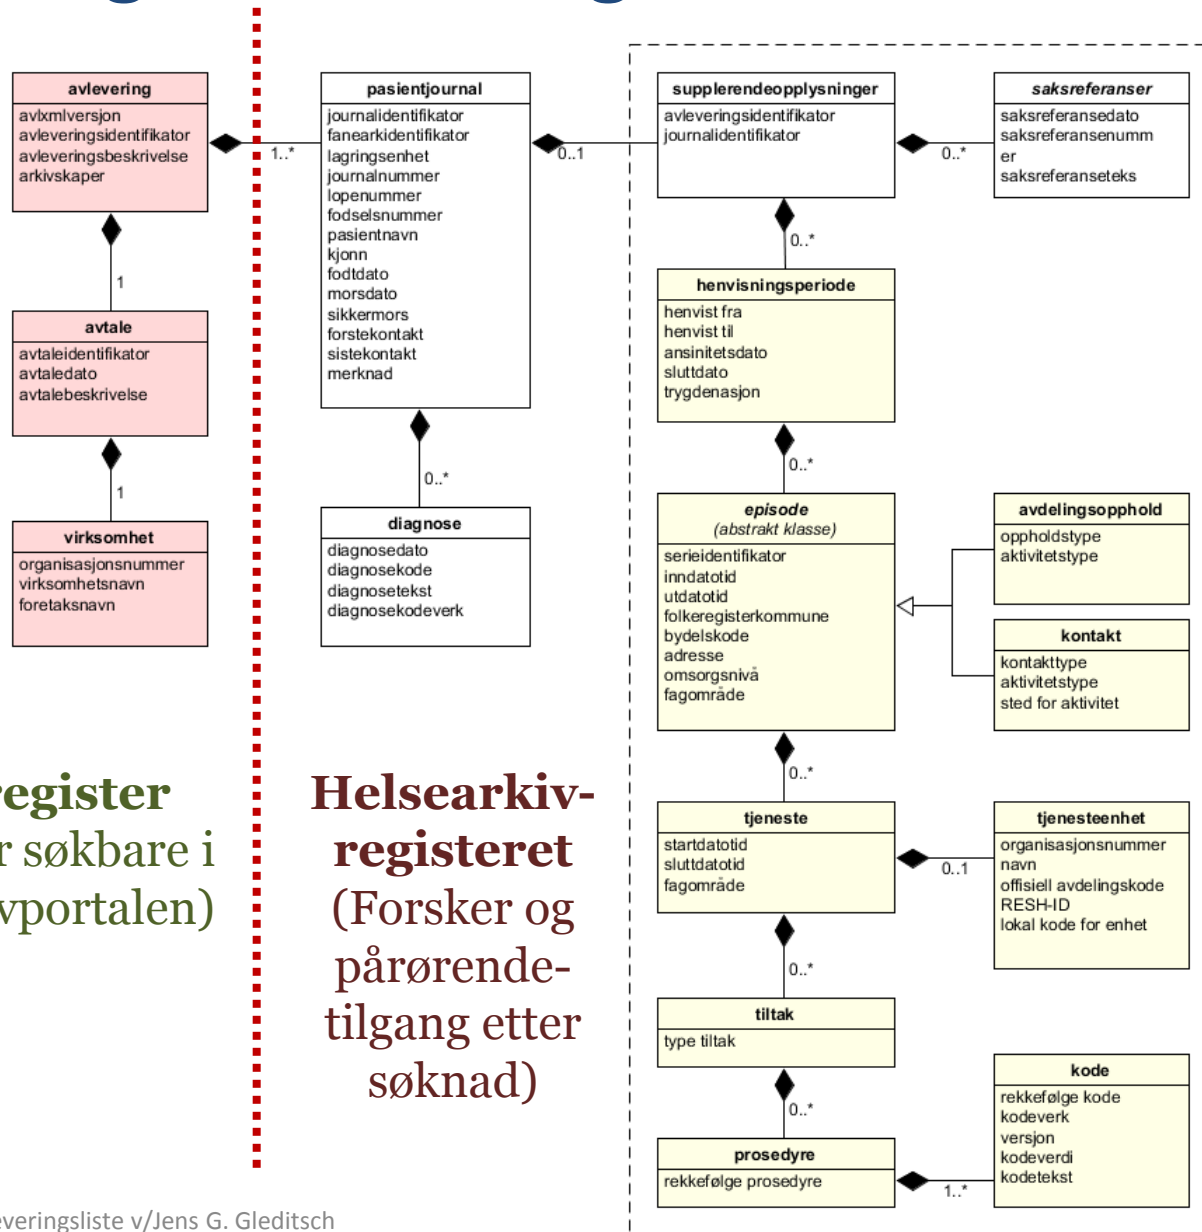 avlevering
avlxmlversjon
avleveringsidentifikator
avleveringsbeskrivelse
arkivskaper
1..*
1
avtale
avtaleidentifikator
avtaledato
avtalebeskrivelse
1
virksomhet
organisasjonsnummer
virksomhetsnavn
foretaksnavn
pasientjournal
journalidentifikator
fanearkidentifikator
lagringsenhet
journalnummer
lopenummer
fodselsnummer
pasientnavn
kjonn
fodtdato
morsdato
sikkermors
forstekontakt
sistekontakt
merknad
0..1
0..*
diagnose
diagnosedato
diagnosekode
diagnosetekst
diagnosekodeverk
supplerendeopplysninger
avleveringsidentifikator
journalidentifikator
0..*
saksreferanser
saksreferansedato
saksreferansenumm
er
saksreferanseteks
0..*
henvisningsperiode
henvist fra
henvist til
ansinitetsdato
sluttdato
trygdenasjon
0..*
episode
(abstrakt klasse)
serieidentifikator
inndatotid
utdatotid
folkeregisterkommune
bydelskode
adresse
omsorgsnivå
fagområde
avdelingsopphold
oppholdstype
aktivitetstype
kontakt
kontakttype
aktivitetstype
sted for aktivitet
0..*
tjeneste
startdatotid
sluttdatotid
fagområde
0..1
tjenesteenhet
organisasjonsnummer
navn
offisiell avdelingskode
RESH-ID
lokal kode for enhet
0..*
tiltak
type tiltak
0..*
prosedyre
rekkefølge prosedyre
1..*
kode
rekkefølge kode
kodeverk
versjon
kodeverdi
kodetekst
register
r søkbare i
vportalen)
Helsearkiv-
registeret
(Forsker og
pårørende-
tilgang etter
søknad)
everingsliste v/Jens G. Gleditsch